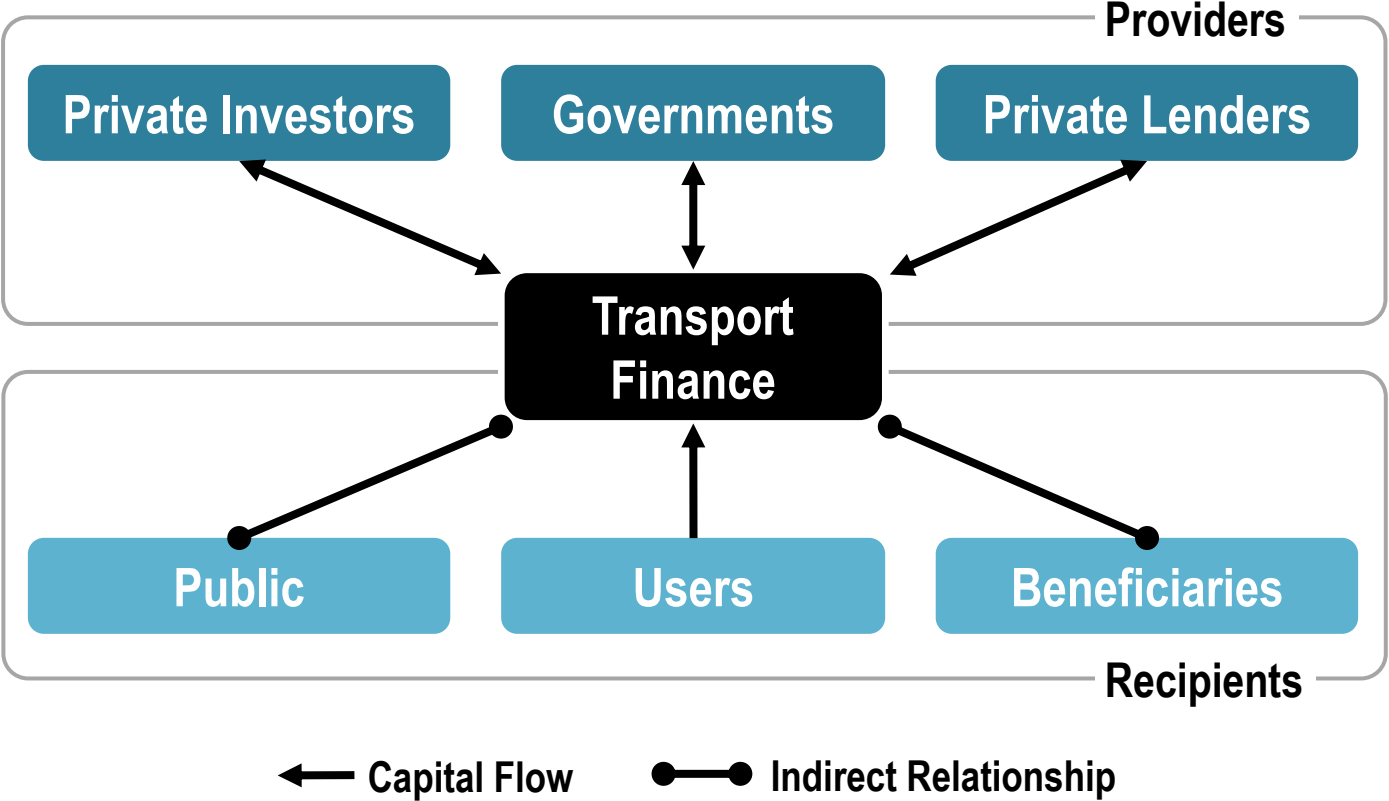 Providers
Private Investors
Governments
Private Lenders
Transport
Finance
Public
Users
Beneficiaries
Recipients
Capital Flow
Indirect Relationship